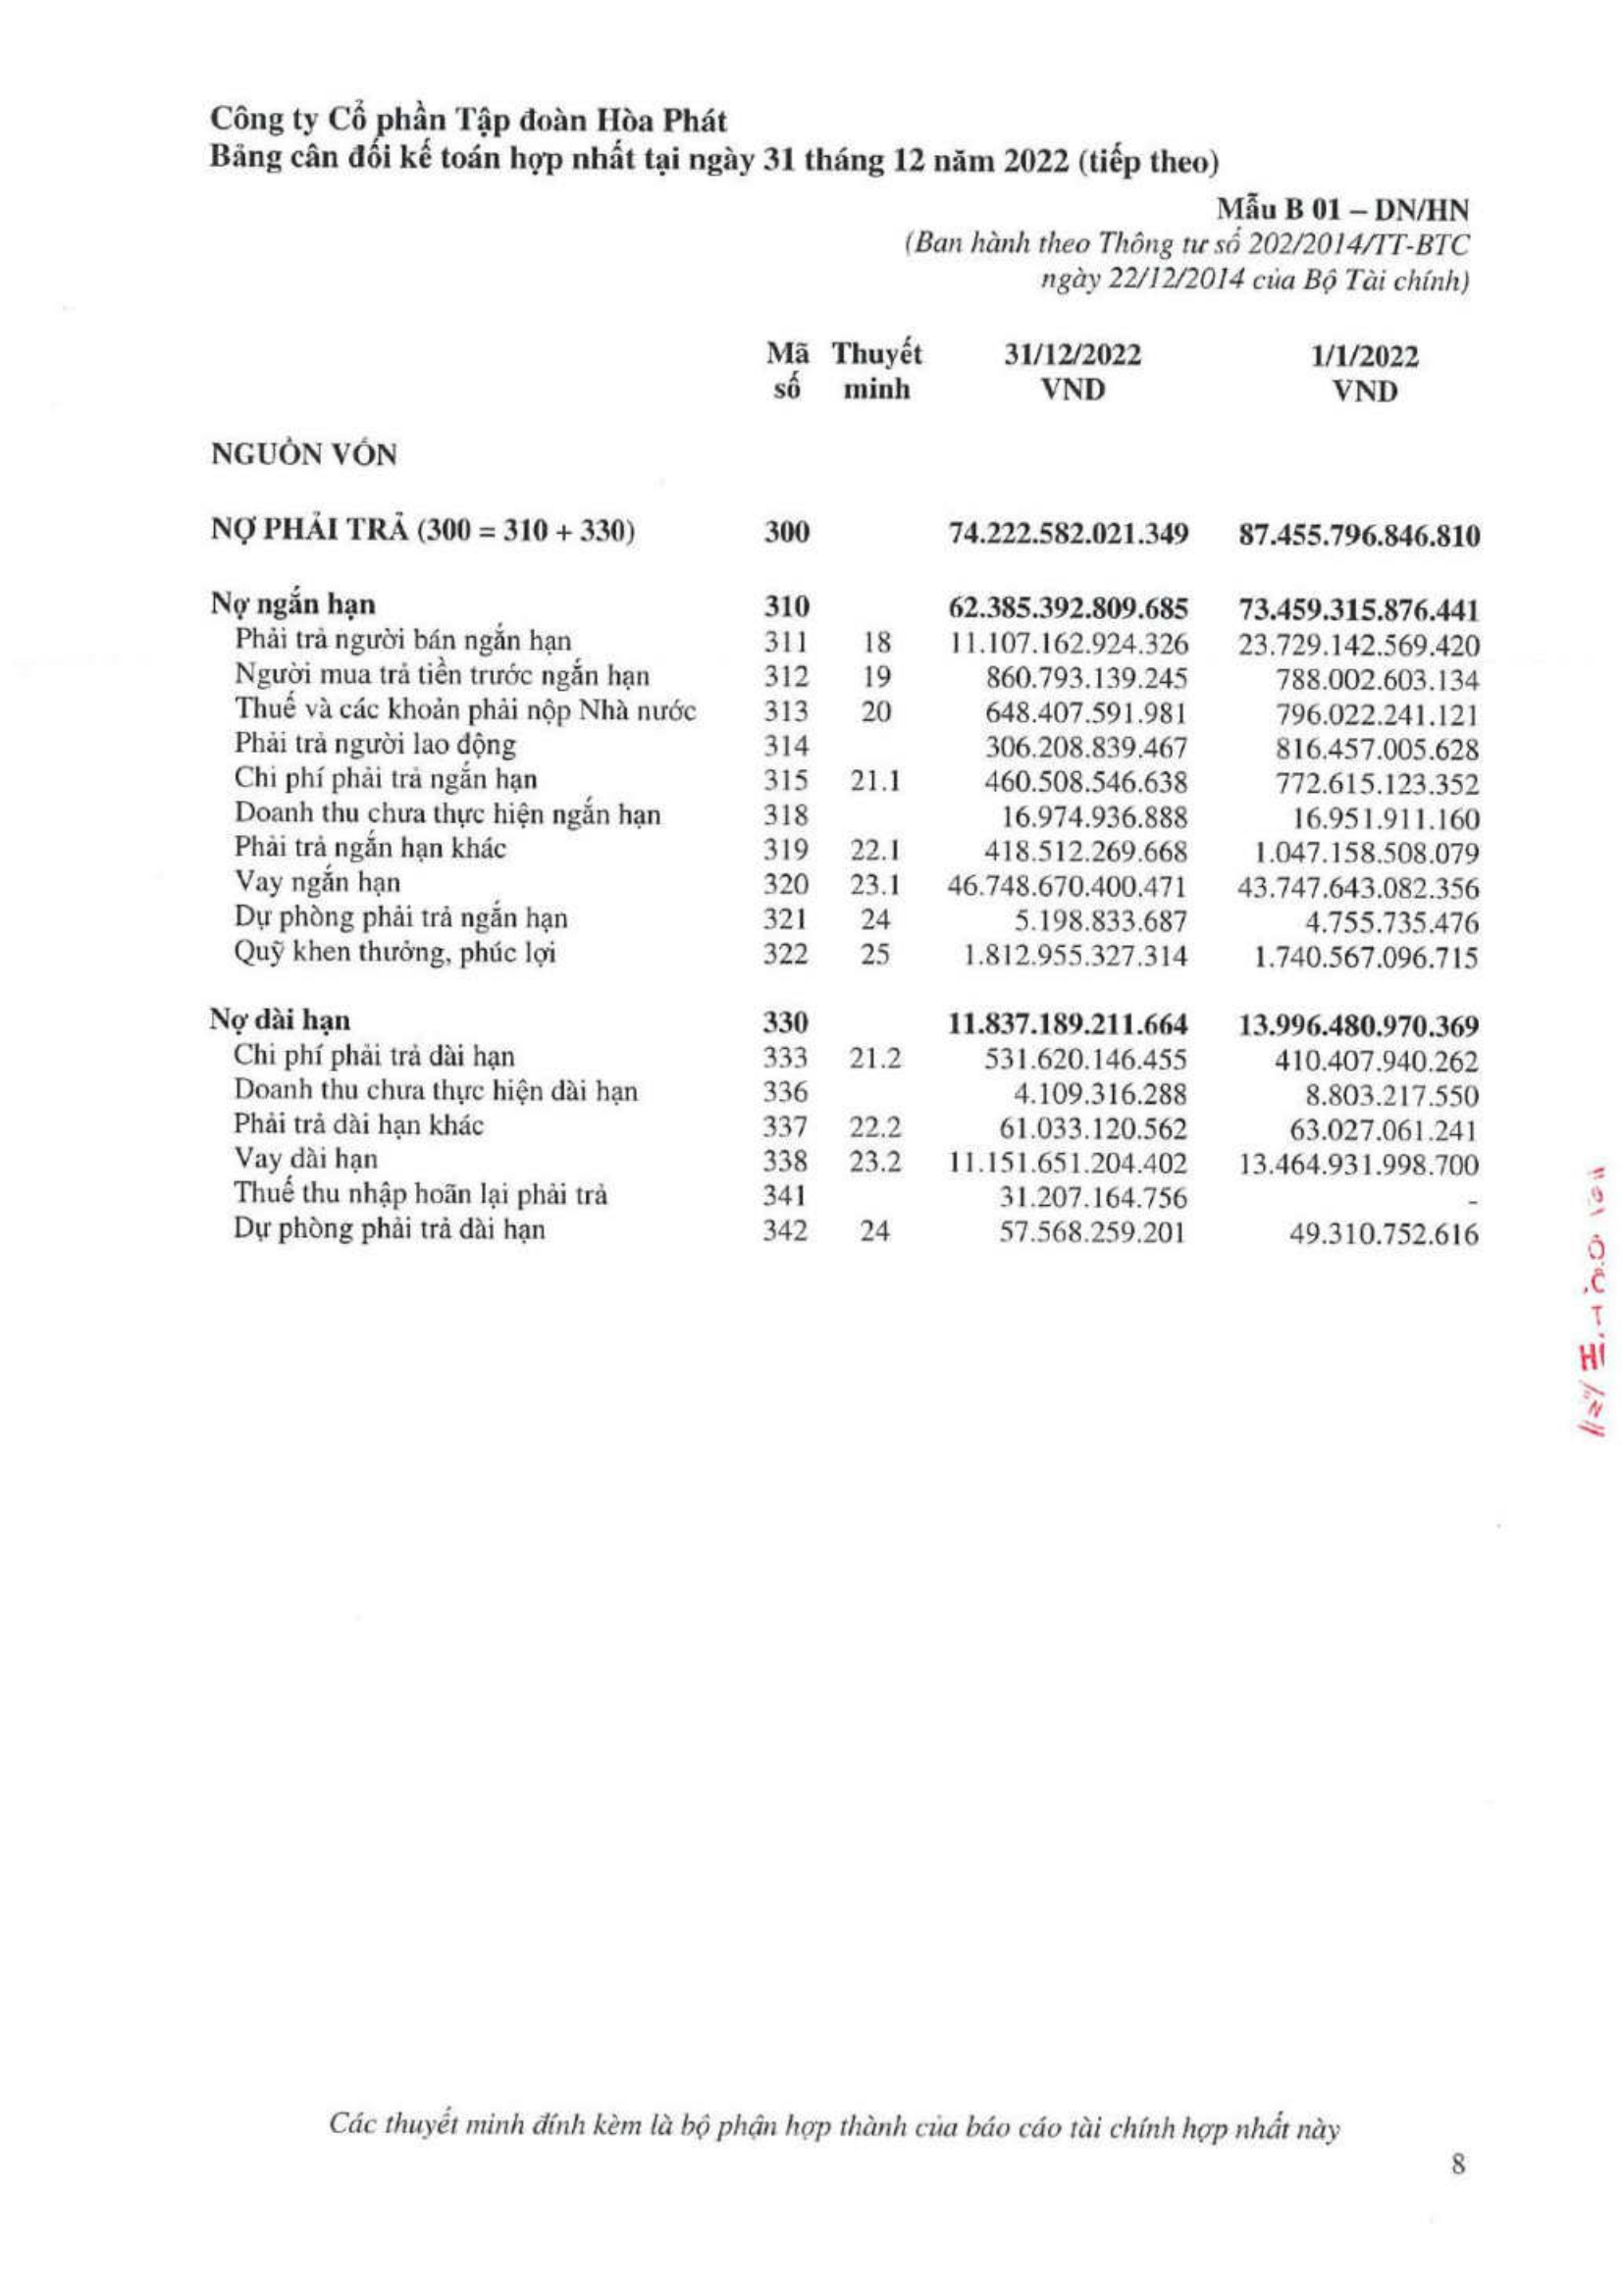 Công ty Cổ phần Tập đoàn Hòa Phát
Bảng cân đối kế toán hợp nhất tại ngày 31 tháng 12 năm 2022 (tiếp theo)
Mẫu B 01 – DN/HN
(Ban hành theo Thông tư số 202/2014/TT-BTC
ngày 22/12/2014 của Bộ Tài chính)
Mã Thuyết 31/12/2022 1/1/2022
số minh VND VND
NGUỒN VỐN
NỢ PHẢI TRẢ (300 = 310 + 330) 300 74.222.582.021.349 87.455.796.846.810
Nợ ngắn hạn 310 62.385.392.809.685 73.459.315.876.441
Phải trả người bán ngắn hạn 311 18 11.107.162.924.326 23.729.142.569.420
Người mua trả tiền trước ngắn hạn 312 19 860.793.139.245 788.002.603.134
Thuế và các khoản phải nộp Nhà nước 313 20 648.407.591.981 796.022.241.121
Phải trả người lao động 314 306.208.839.467 816.457.005.628
Chi phí phải trả ngắn hạn 315 21.1 460.508.546.638 772.615.123.352
Doanh thu chưa thực hiện ngắn hạn 318 16.974.936.888 16.951.911.160
Phải trả ngắn hạn khác 319 22.1 418.512.269.668 1.047.158.508.079
Vay ngắn hạn 320 23.1 46.748.670.400.471 43.747.643.082.356
Dự phòng phải trả ngắn hạn 321 24 5.198.833.687 4.755.735.476
Quỹ khen thưởng, phúc lợi 322 25 1.812.955.327.314 1.740.567.096.715
Nợ dài hạn 330 11.837.189.211.664 13.996.480.970.369
Chi phí phải trả dài hạn 333 21.2 531.620.146.455 410.407.940.262
Doanh thu chưa thực hiện dài hạn 336 4.109.316.288 8.803.217.550
Phải trả dài hạn khác 337 22.2 61.033.120.562 63.027.061.241
Vay dài hạn 338 23.2 11.151.651.204.402 13.464.931.998.700
Thuế thu nhập hoãn lại phải trả 341 31.207.164.756 -
Dự phòng phải trả dài hạn 342 24 57.568.259.201 49.310.752.616
Các thuyết minh đính kèm là bộ phận hợp thành của báo cáo tài chính hợp nhất này
8